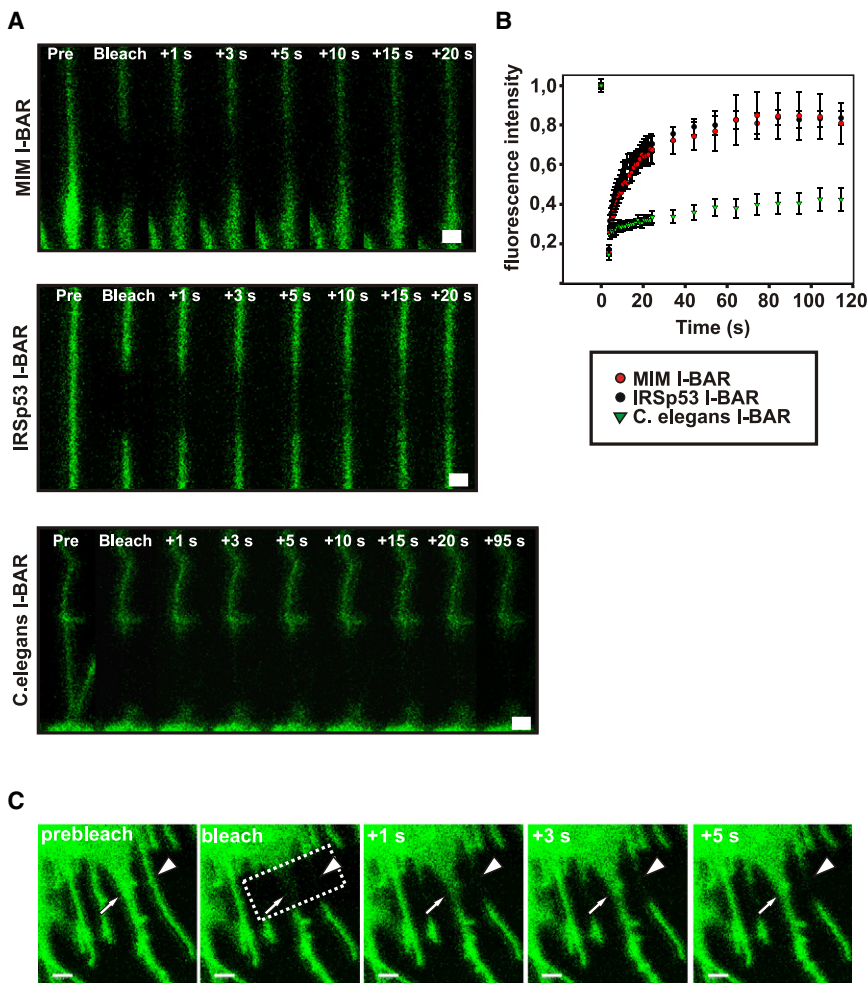 A
Pre Bleach +1 s +3 s +5 s +10 s +15 s +20 s
MIM I-BAR
Pre Bleach +1 s +3 s +5 s +10 s +15 s +20 s
IRSp53 I-BAR
Pre Bleach +1 s +3 s +5 s +10 s +15 s +20 s +95 s
C.elegans I-BAR
B
fluorescence intensity
1,0
0,8
0,6
0,4
0,2
0 20 40 60 80 100 120
Time (s)
MIM I-BAR
IRSp53 I-BAR
C. elegans I-BAR
C
prebleach bleach +1 s +3 s +5 s